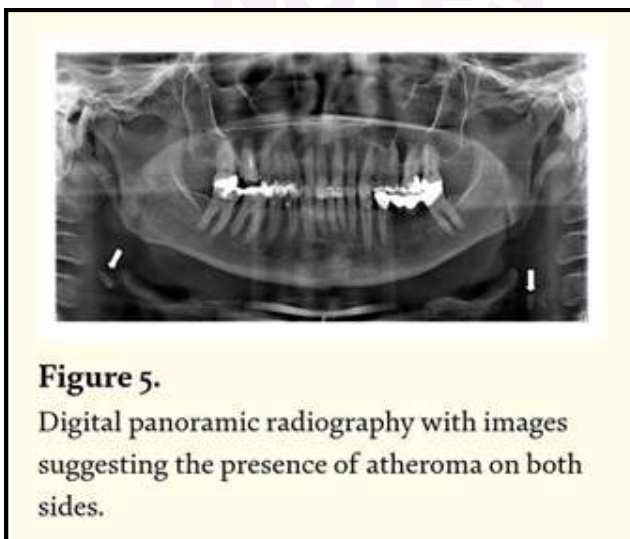 Figure 5.
Digital panoramic radiography with images
suggesting the presence of atheroma on both
sides.